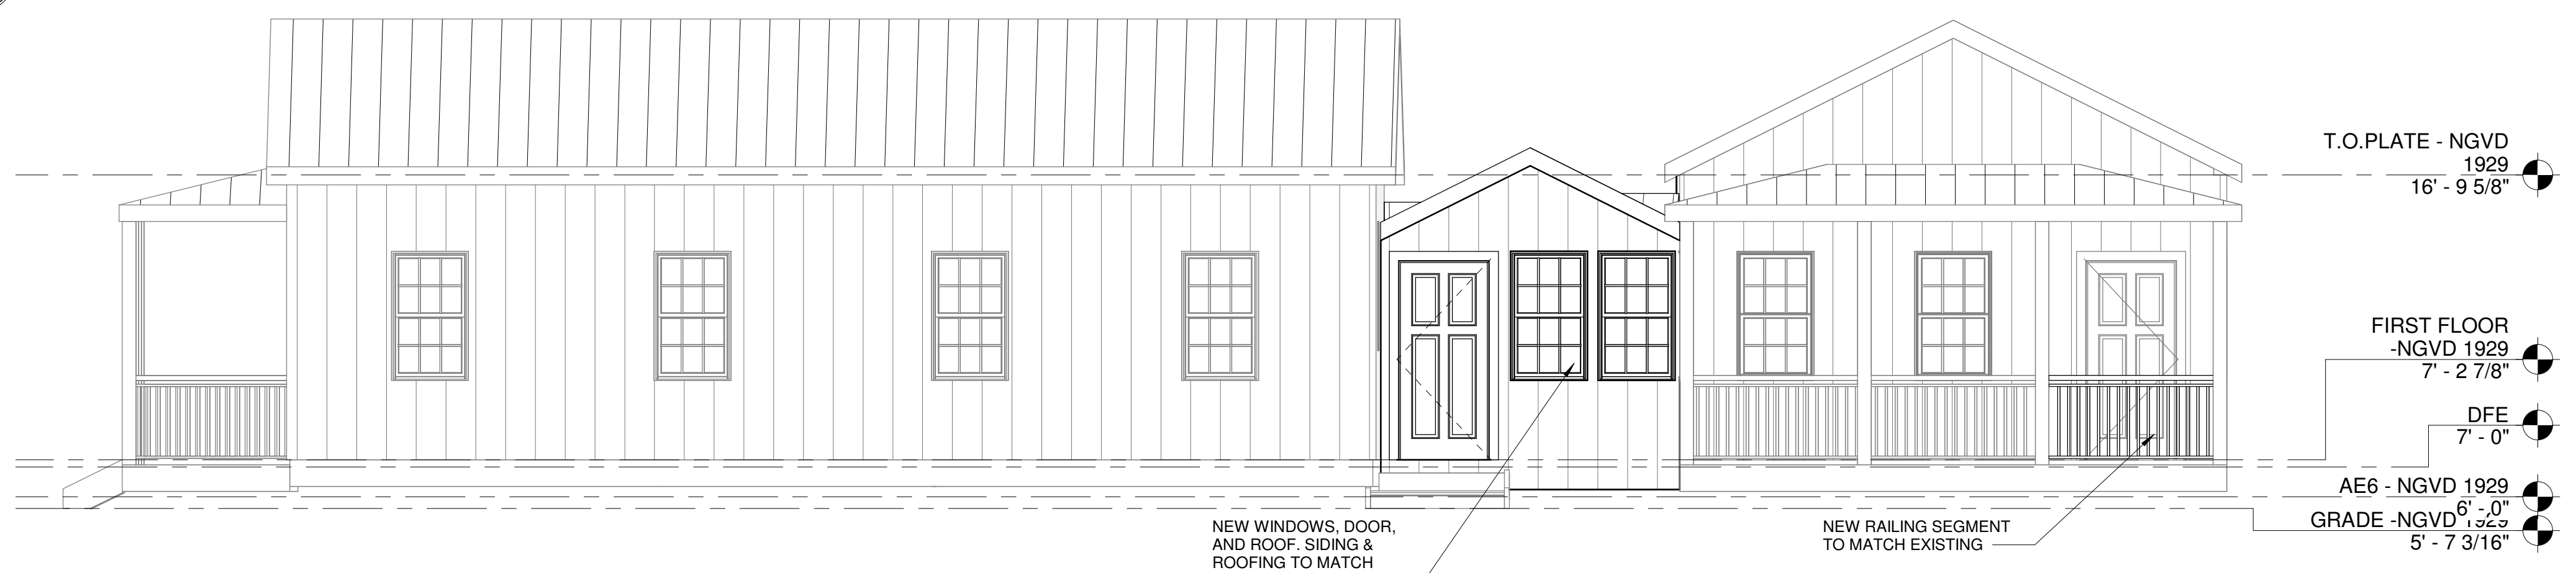 T.O.PLATE - NGVD
1929
16' - 9 5/8"
FIRST FLOOR
-NGVD 1929
7' - 2 7/8"
DFE
7' - 0"
AE6 - NGVD 1929
6' - 0"
GRADE -NGVD 1929
5' - 7 3/16"
NEW WINDOWS, DOOR,
AND ROOF. SIDING &
ROOFING TO MATCH
NEW RAILING SEGMENT
TO MATCH EXISTING